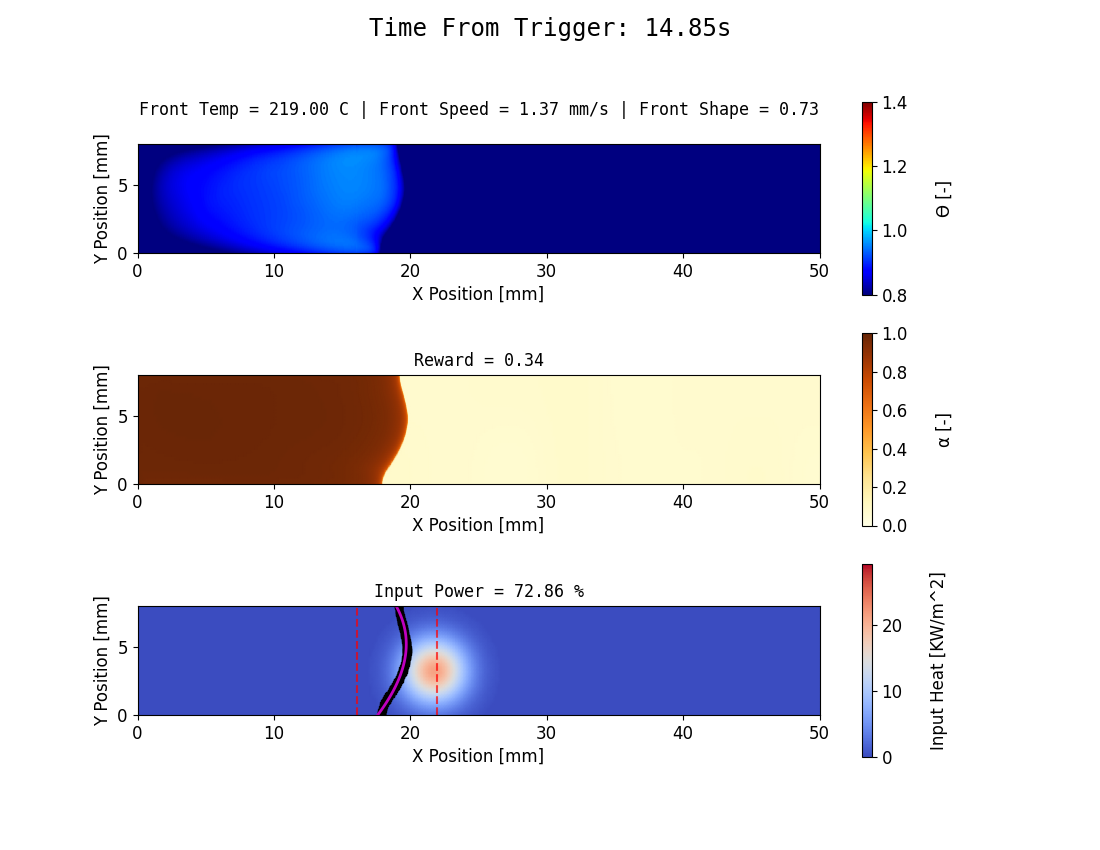 Time From Trigger: 14.85s
Front Temp = 219.00 C | Front Speed = 1.37 mm/s | Front Shape = 0.73
Y Position [mm]
5
0
0 10 20 30 40 50
X Position [mm]
1.4
1.2
1.0
0.8
Θ [-]
Reward = 0.34
Y Position [mm]
5
0
0 10 20 30 40 50
X Position [mm]
1.0
0.8
0.6
0.4
0.2
0.0
α [-]
Input Power = 72.86 %
Y Position [mm]
5
0
0 10 20 30 40 50
X Position [mm]
20
10
0
Input Heat [KW/m^2]